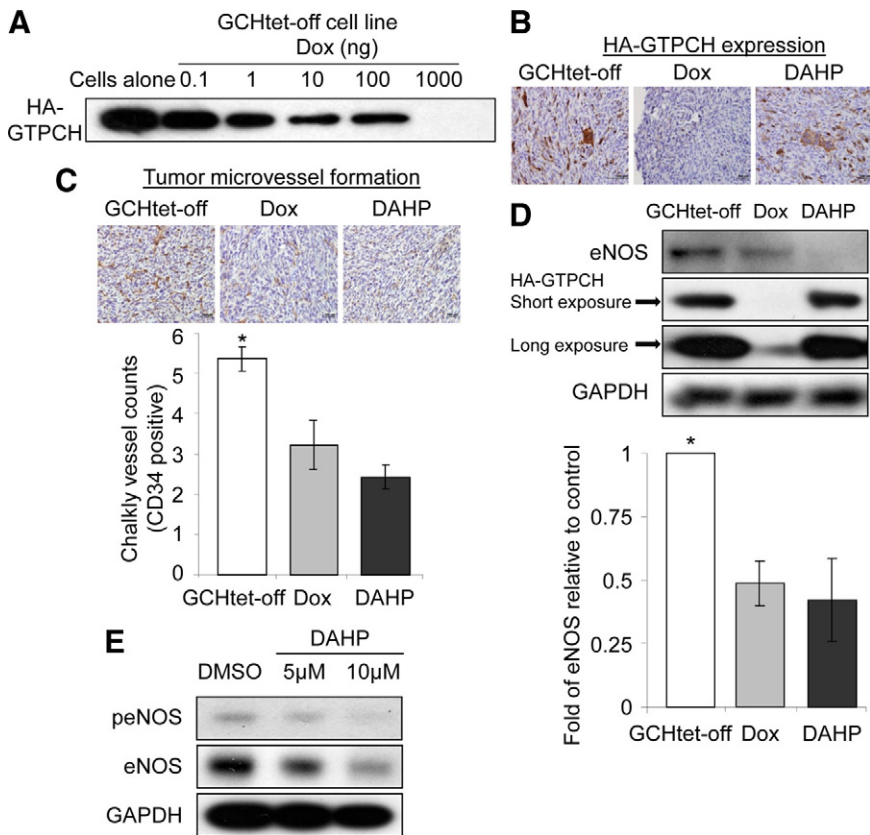 A
GCHtet-off cell line
Dox (ng)
Cells alone 0.1 1 10 100 1000
HA-
GTPCH
B
HA-GTPCH expression
GCHtet-off Dox DAHP
C
Tumor microvessel formation
GCHtet-off Dox DAHP
Chalkly vessel counts
(CD34 positive)
6
5
4
3
2
1
0
*
GCHtet-off Dox DAHP
D
GCHtet-off Dox DAHP
eNOS
HA-GTPCH
Short exposure
Long exposure
GAPDH
Fold of eNOS relative to control
1
0.75
0.5
0.25
0
*
GCHtet-off Dox DAHP
E
DAHP
DMSO 5µM 10µM
peNOS
eNOS
GAPDH